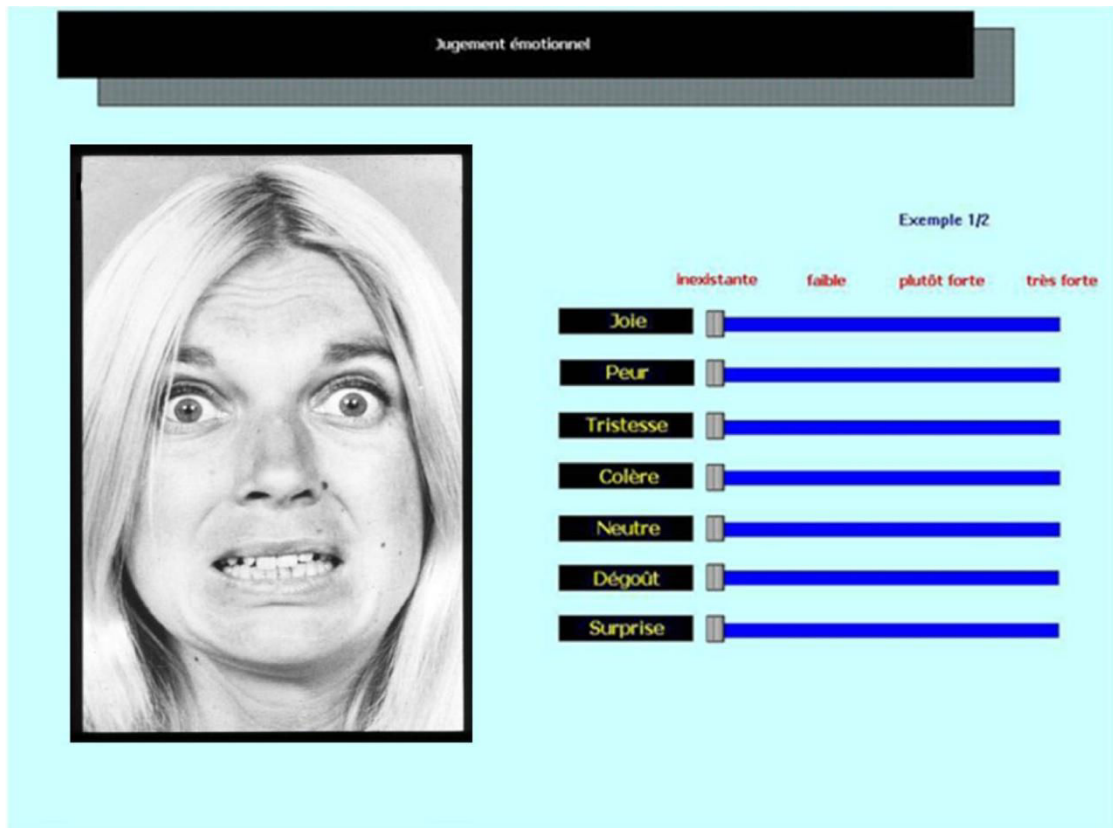 Jugement émotionnel
Exemple 1/2
inexistante faible plutôt forte très forte
Joie
Peur
Tristesse
Colère
Neutre
Dégoût
Surprise